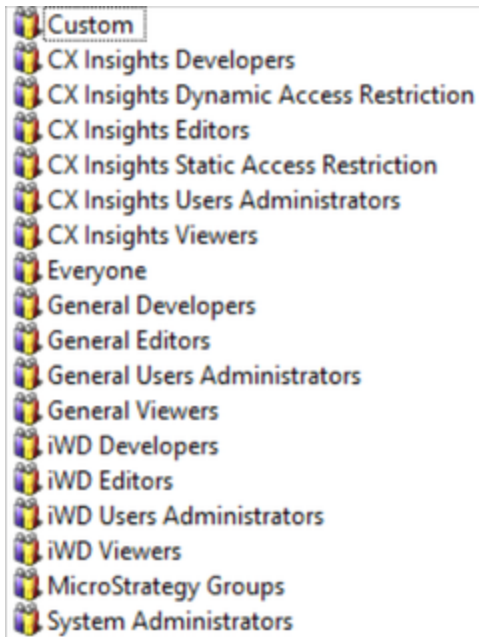 Custom
CX Insights Developers
CX Insights Dynamic Access Restriction
CX Insights Editors
CX Insights Static Access Restriction
CX Insights Users Administrators
CX Insights Viewers
Everyone
General Developers
General Editors
General Users Administrators
General Viewers
iWD Developers
iWD Editors
iWD Users Administrators
iWD Viewers
MicroStrategy Groups
System Administrators